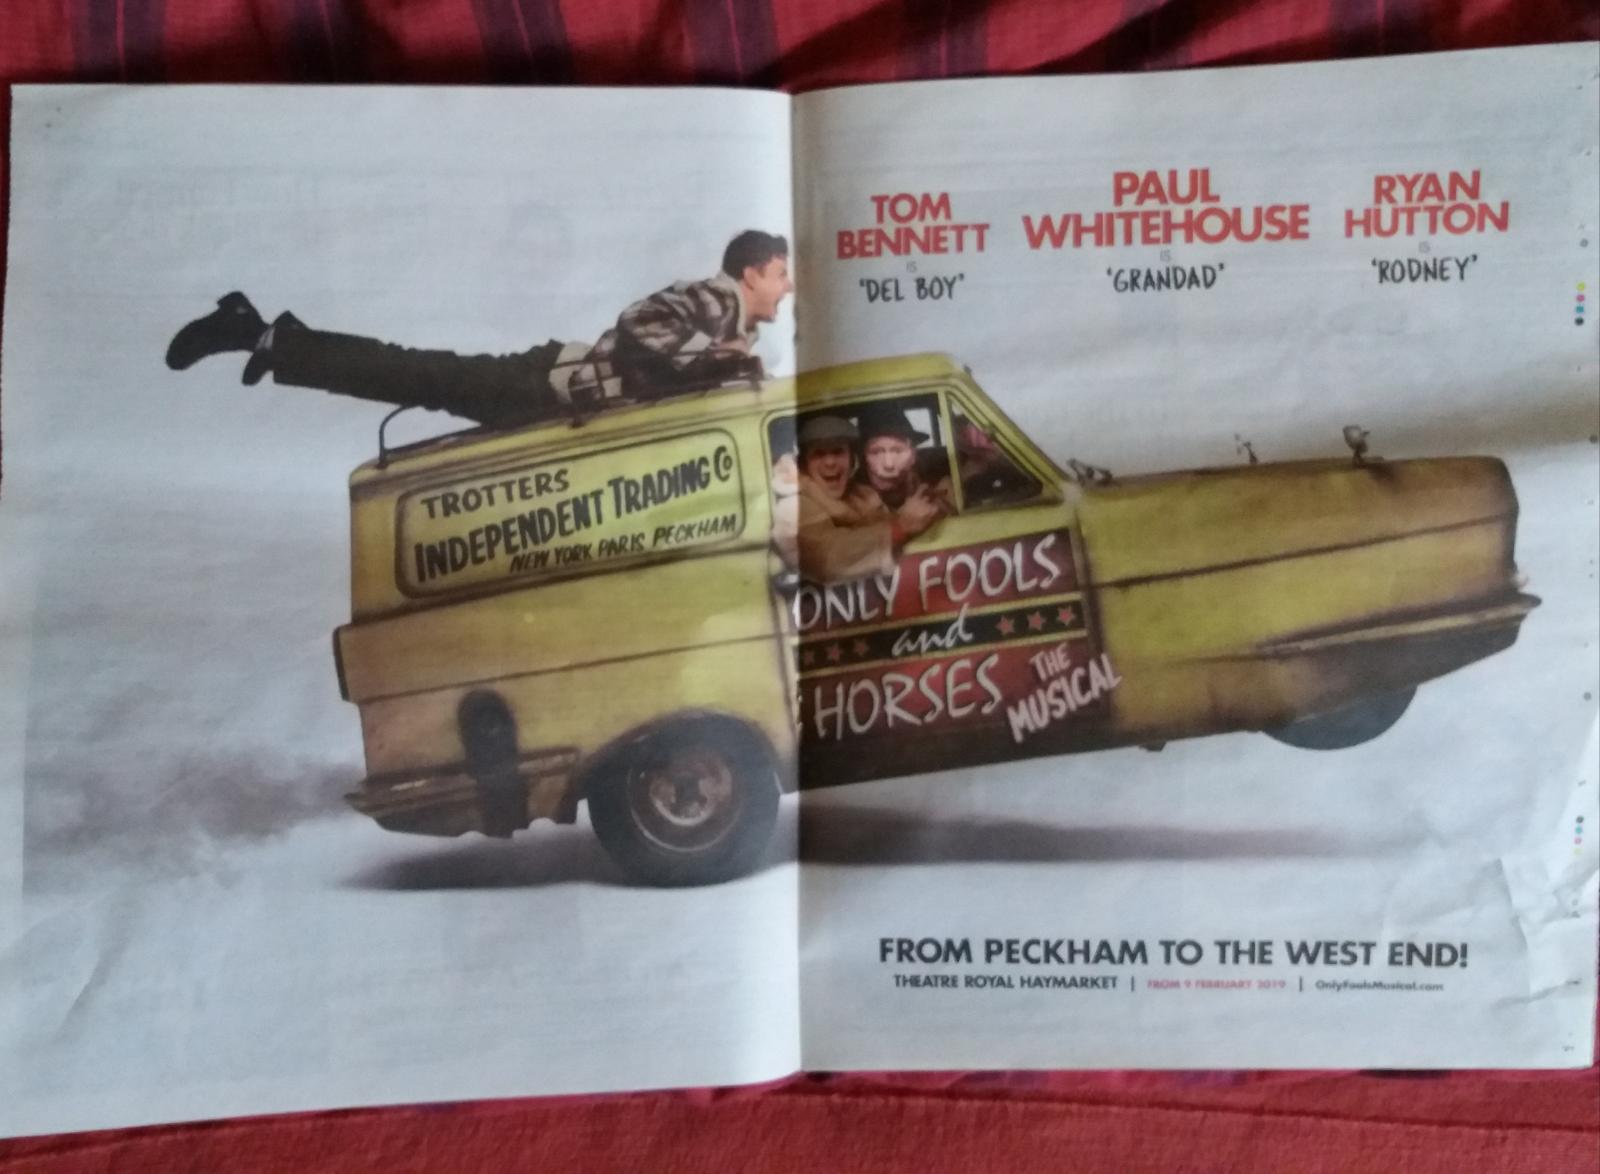 TOM
BENNETT
IS
'DEL BOY'
PAUL
WHITEHOUSE
IS
'GRANDAD'
RYAN
HUTTON
IS
'RODNEY'
TROTTERS
INDEPENDENT TRADING CO
NEW YORK PARIS PECKHAM
ONLY FOOLS
and
HORSES
THE
MUSICAL
FROM PECKHAM TO THE WEST END!
THEATRE ROYAL HAYMARKET | FROM 9 FEBRUARY 2019 | OnlyFoolsMusical.com